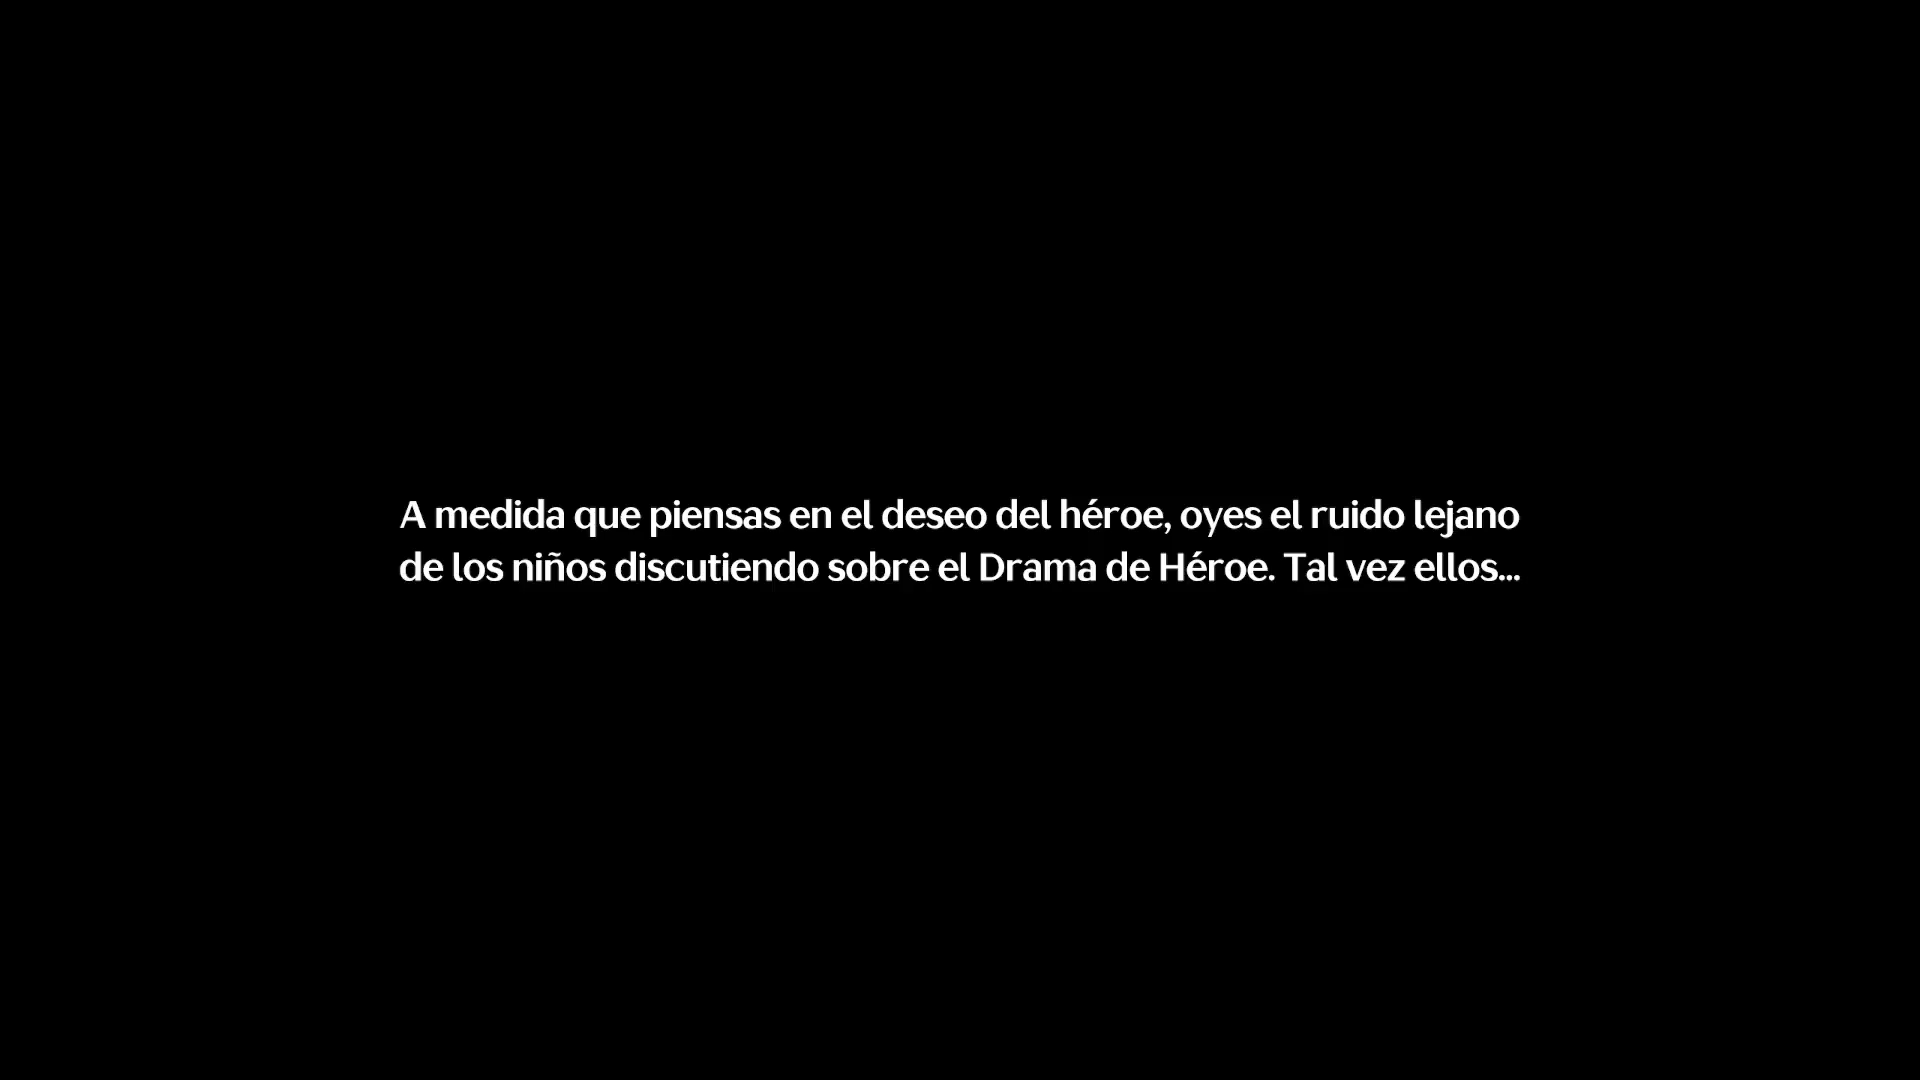 A medida que piensas en el deseo del héroe, oyes el ruido lejano
de los niños discutiendo sobre el Drama de Héroe. Tal vez ellos...